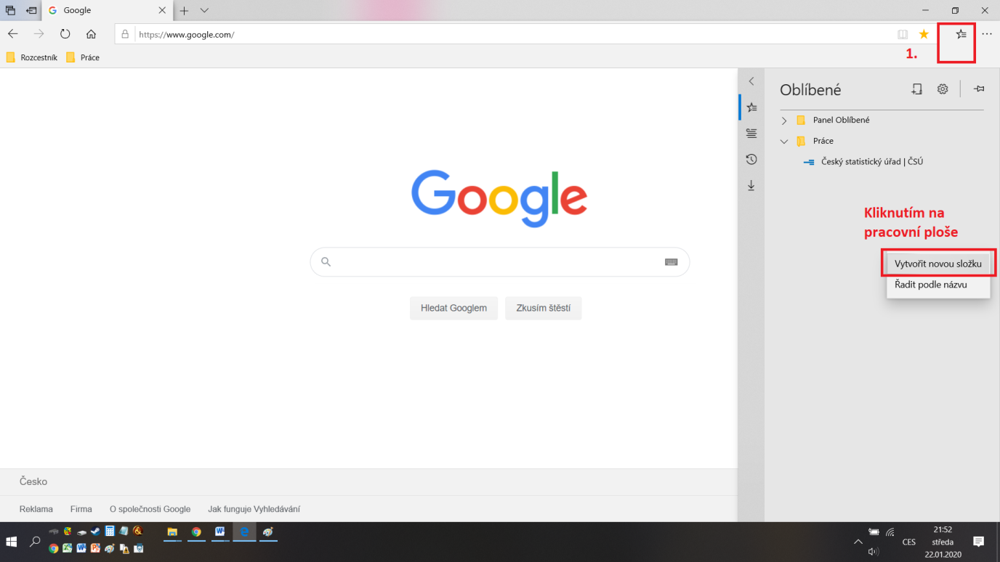 Google
https://www.google.com/
1.
Rozcestník
Práce
Oblíbené
Panel Oblíbené
Práce
Český statistický úřad | ČSÚ
Google
Kliknutím na
pracovní ploše
Vytvořit novou složku
Řadit podle názvu
Hledat Googlem
Zkusím štěstí
Česko
Reklama
Firma
O společnosti Google
Jak funguje Vyhledávání
CES
21:52
středa
22.01.2020